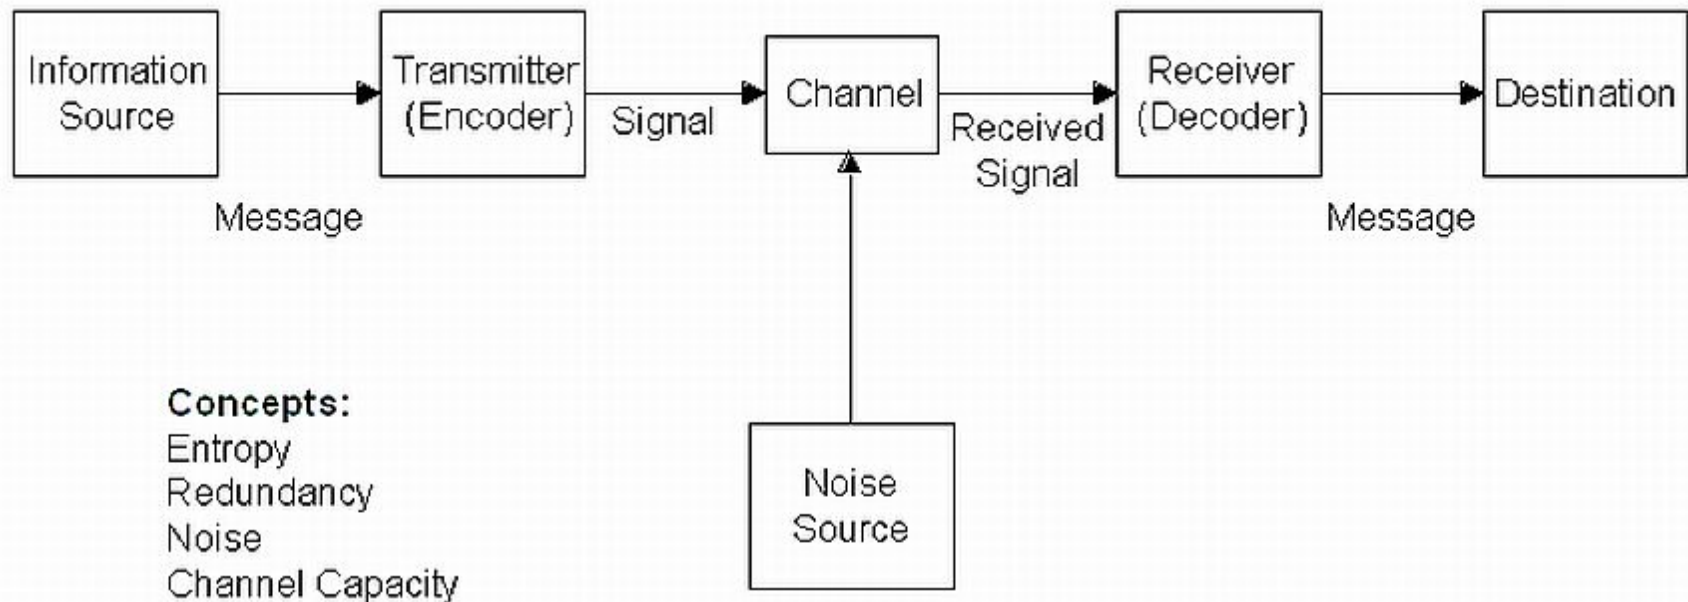 Information
Source
Message
Transmitter
(Encoder)
Signal
Channel
Received
Signal
Receiver
(Decoder)
Message
Destination
Noise
Source
Concepts:
Entropy
Redundancy
Noise
Channel Capacity